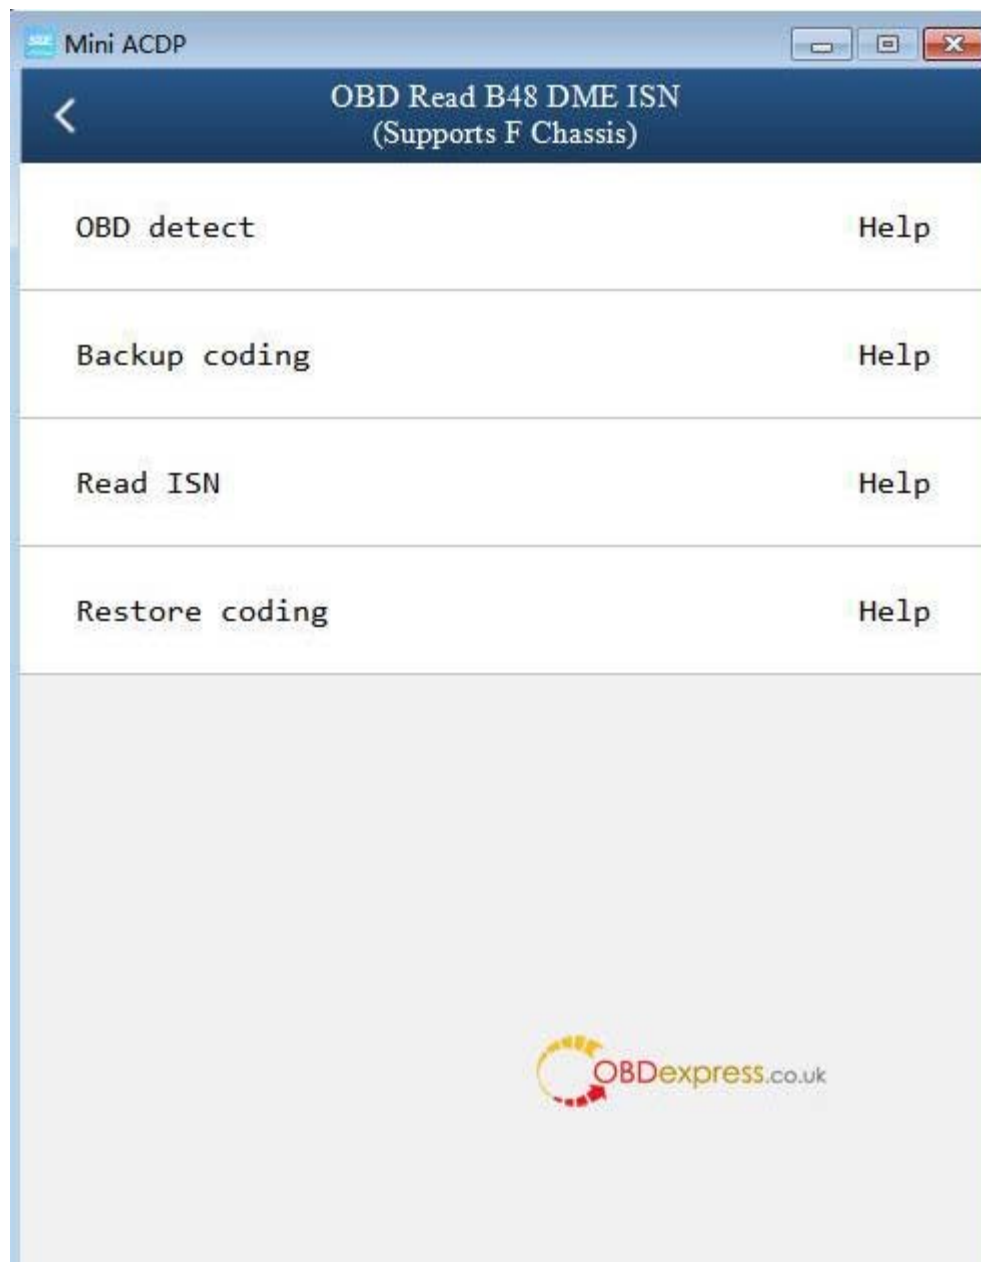 Mini ACDP
OBD Read B48 DME ISN
(Supports F Chassis)
OBD detect Help
Backup coding Help
Read ISN Help
Restore coding Help
OBDexpress.co.uk